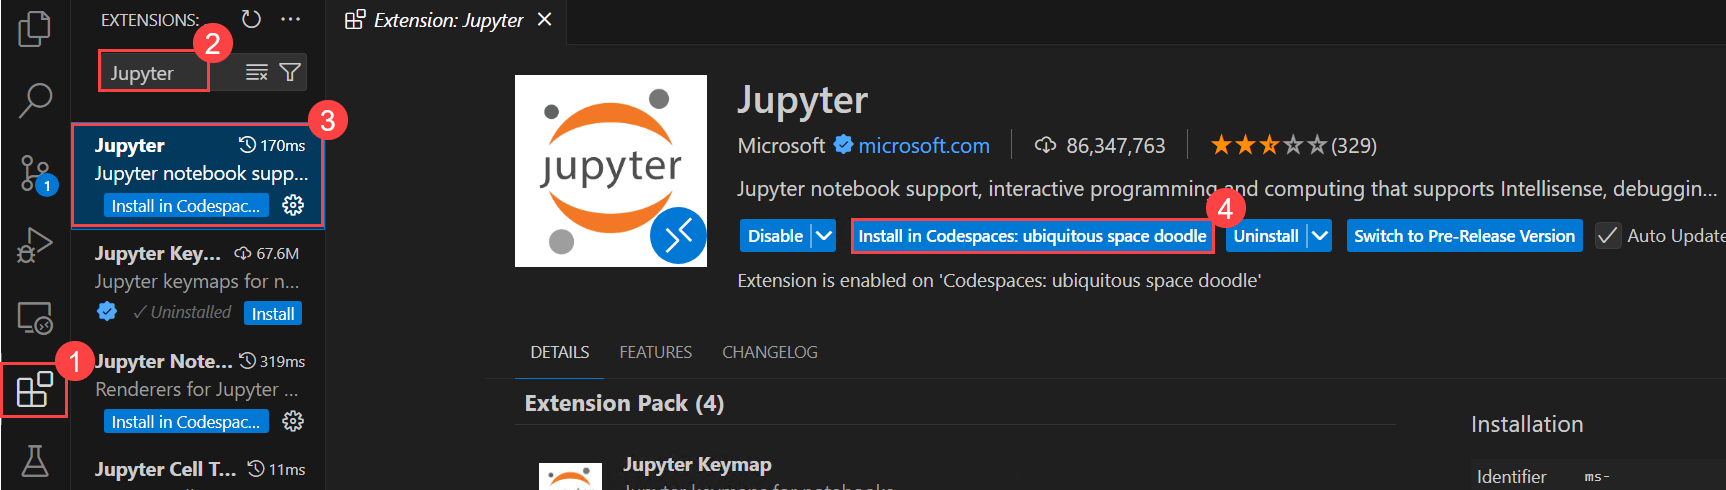 EXTENSIONS:
2
Jupyter
3
Jupyter 170ms
Jupyter notebook supp...
Install in Codespac...
1
Jupyter Key... 67.6M
Jupyter keymaps for n...
✓ Uninstalled Install
1
Jupyter Note... 319ms
Renderers for Jupyter ...
Install in Codespac...
Jupyter Cell T... 11ms
Extension: Jupyter
jupyter
Jupyter
Microsoft microsoft.com 86,347,763 (329)
Jupyter notebook support, interactive programming and computing that supports Intellisense, debuggin...
4
Disable Install in Codespaces: ubiquitous space doodle Uninstall Switch to Pre-Release Version Auto Update
Extension is enabled on 'Codespaces: ubiquitous space doodle'
DETAILS FEATURES CHANGELOG
Extension Pack (4)
Jupyter Keymap
Jupyter keymaps for notebooks
Installation
Identifier ms-